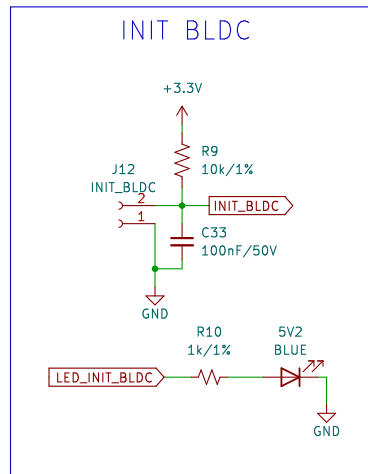 INIT BLDC
+3.3V
R9
10k/1%
J12
INIT_BLDC
2
1
INIT_BLDC
C33
100nF/50V
GND
R10
1k/1%
5V2
BLUE
LED_INIT_BLDC
GND